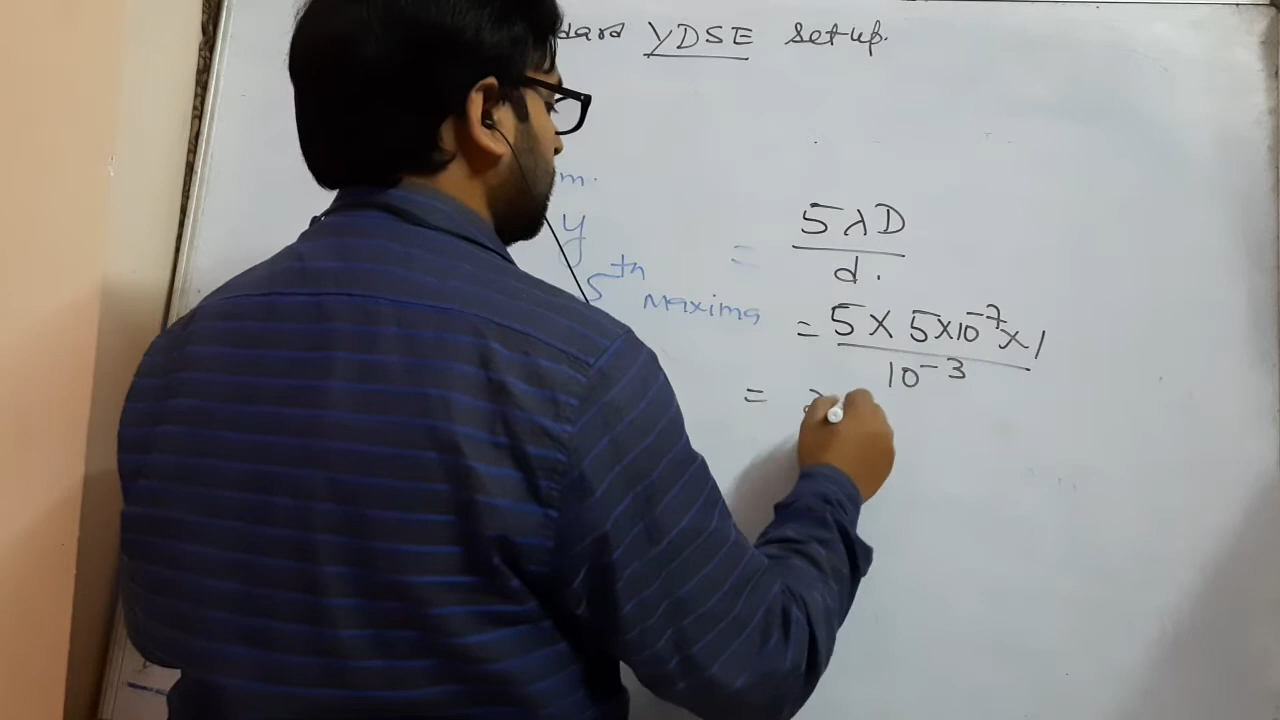 YDSE Setup.
m.
y 5th Maxima = 5λD / d.
= 5 × 5×10⁻⁷ × 1 / 10⁻³
=